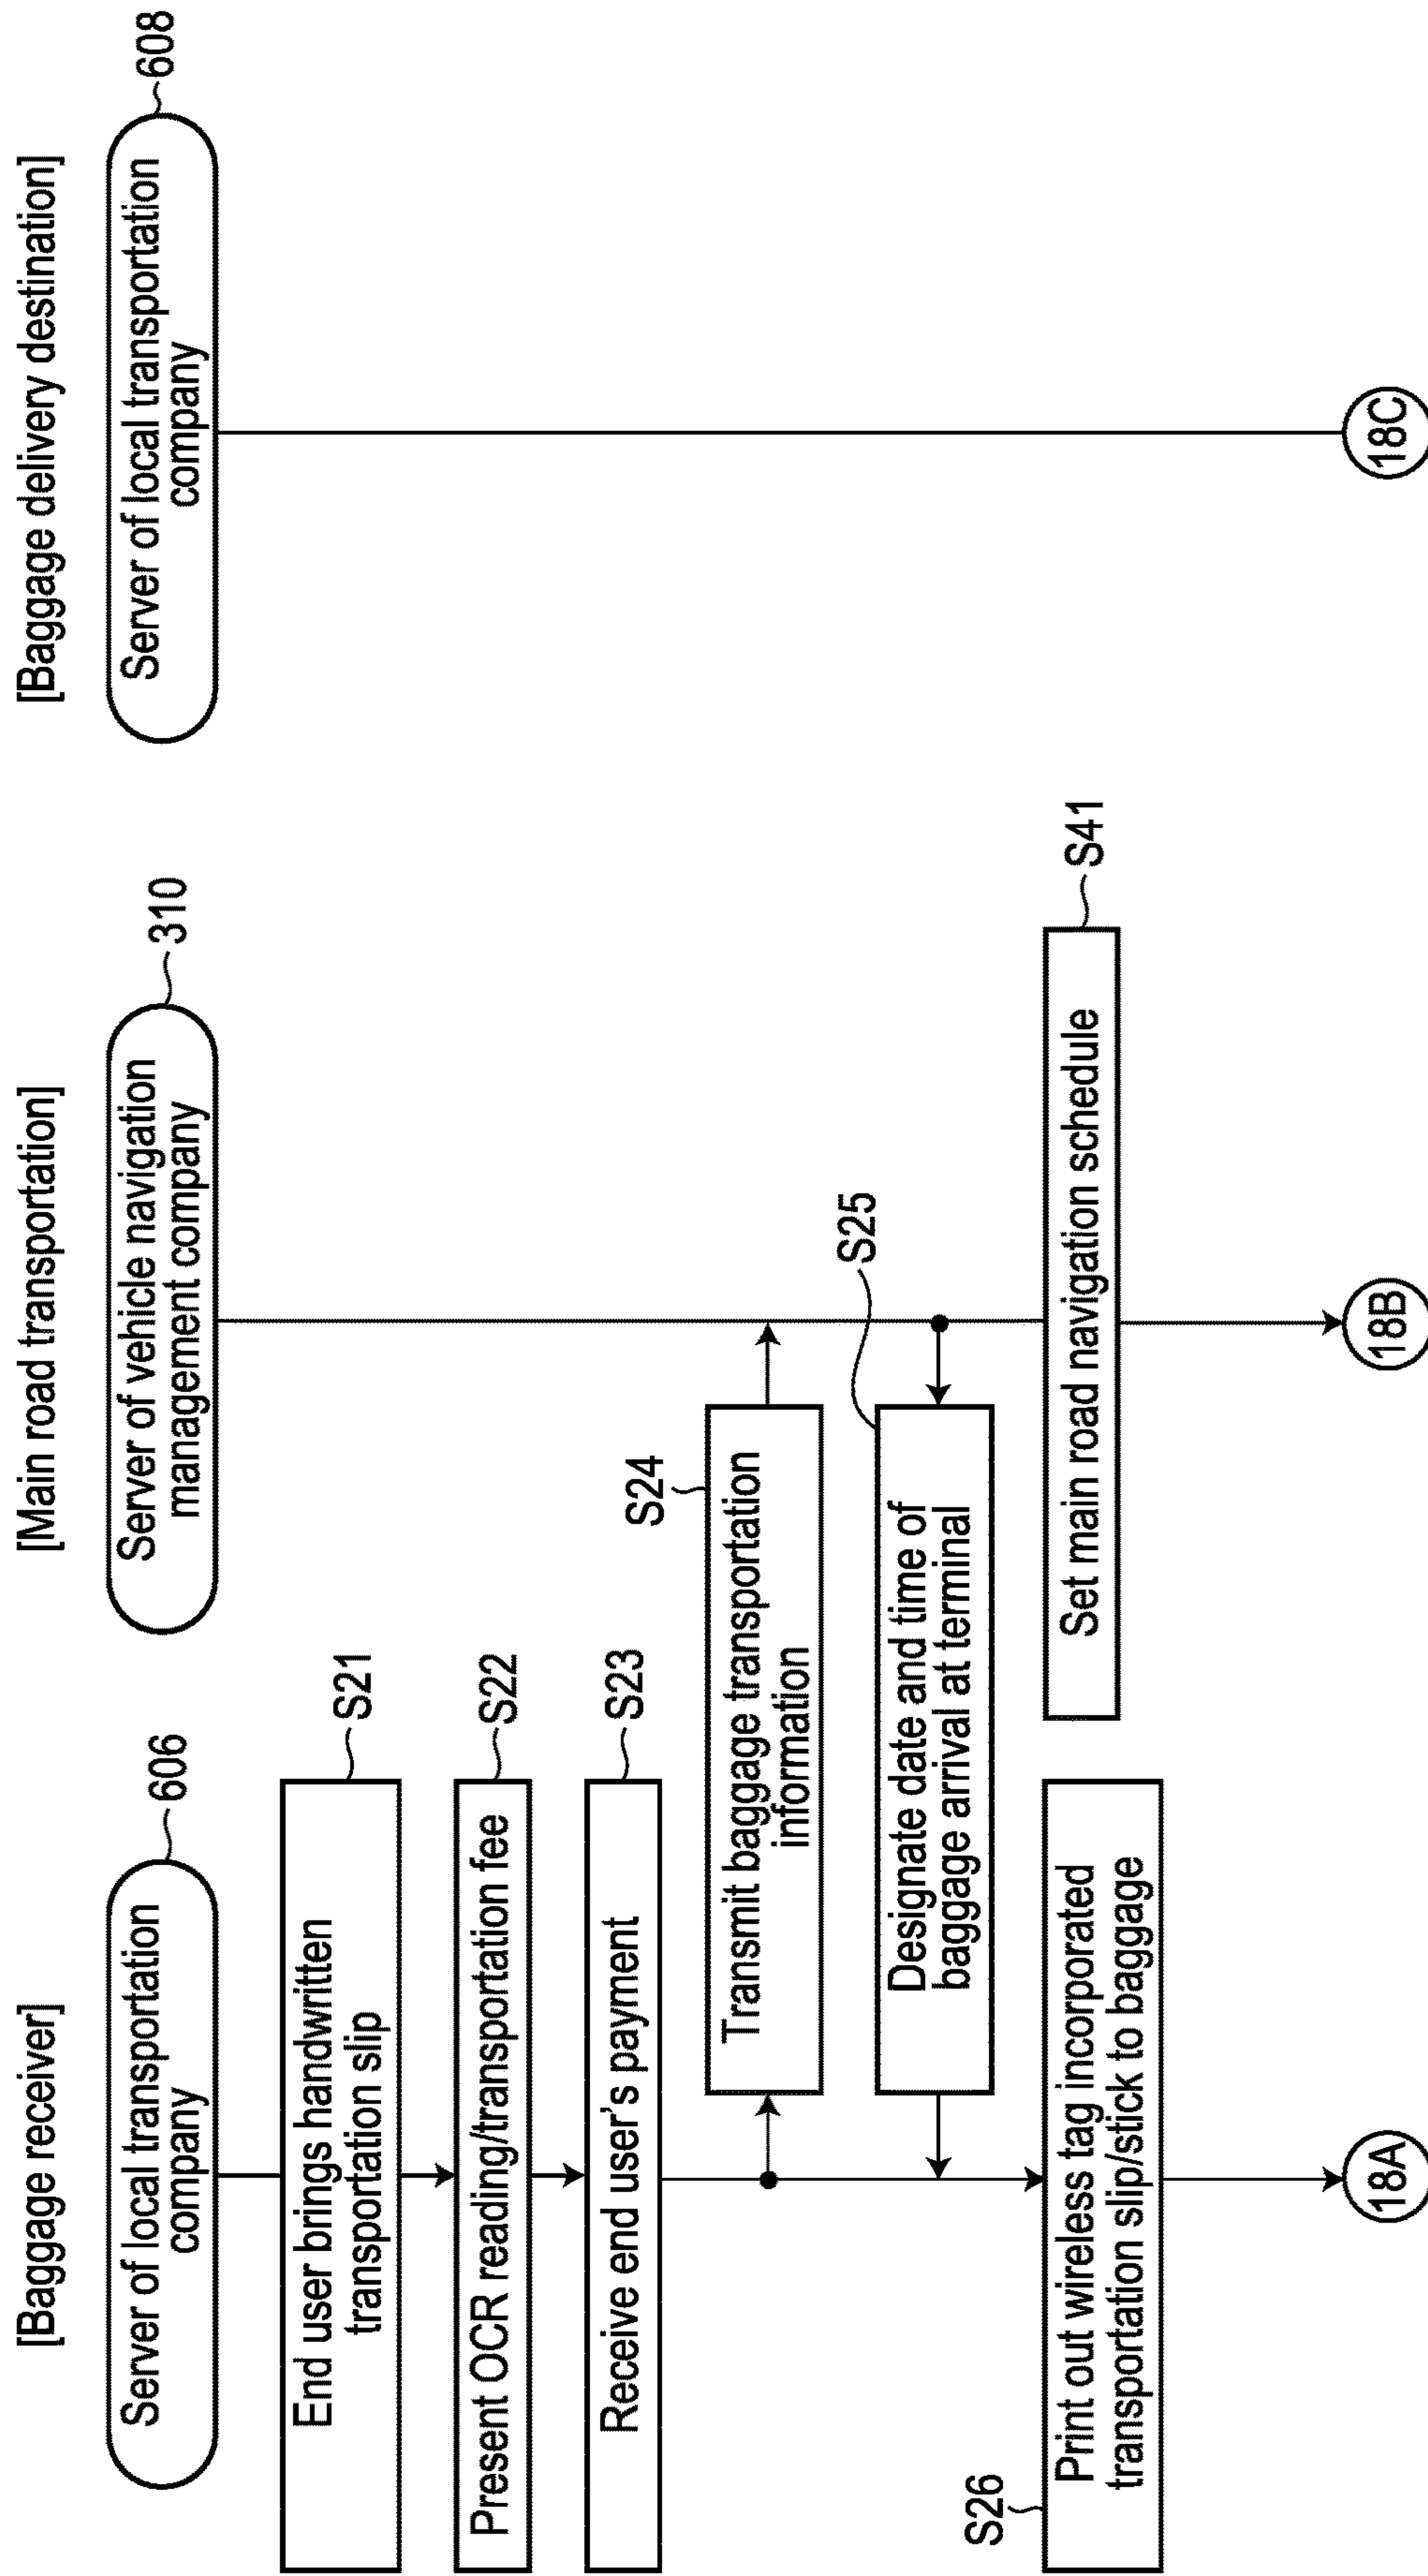 [Baggage receiver]
[Main road transportation]
[Baggage delivery destination]
Server of local transportation
company
606
Server of vehicle navigation
management company
310
Server of local transportation
company
608
End user brings handwritten
transportation slip
S21
Present OCR reading/transportation fee
S22
Receive end user's payment
S23
Transmit baggage transportation
information
S24
Designate date and time of
baggage arrival at terminal
S25
Print out wireless tag incorporated
transportation slip/stick to baggage
S26
Set main road navigation schedule
S41
18A
18B
18C